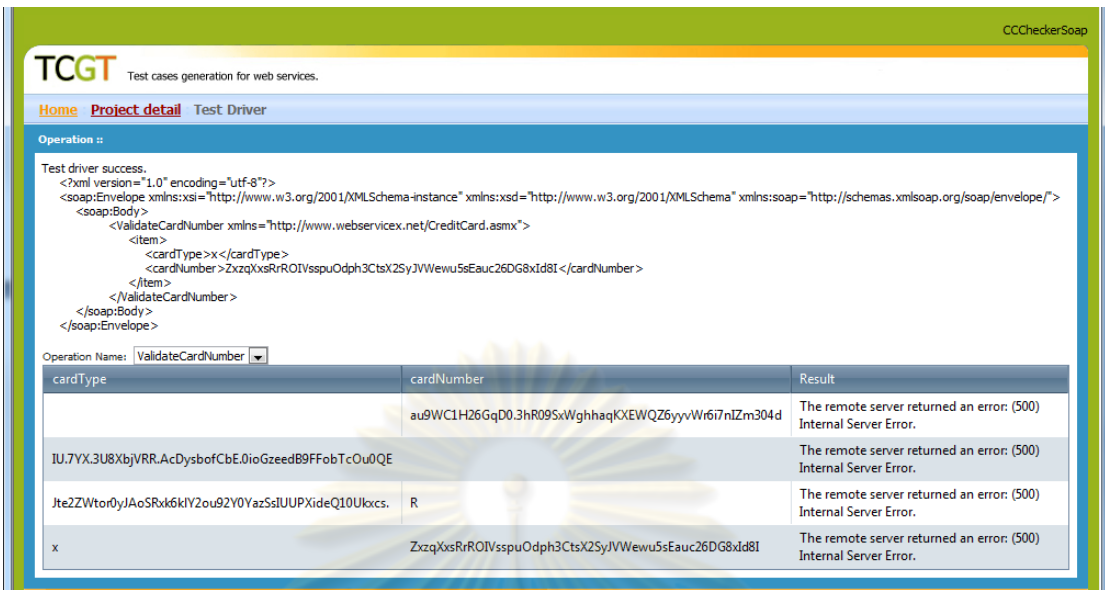 CCCheckerSoap
TCGT Test cases generation for web services.
Home Project detail Test Driver
Operation ::
Test driver success.
<?xml version="1.0" encoding="utf-8"?>
<soap:Envelope xmlns:xsi="http://www.w3.org/2001/XMLSchema-instance" xmlns:xsd="http://www.w3.org/2001/XMLSchema" xmlns:soap="http://schemas.xmlsoap.org/soap/envelope/">
<soap:Body>
<ValidateCardNumber xmlns="http://www.webservicex.net/CreditCard.asmx">
<item>
<cardType>x</cardType>
<cardNumber>ZxzqXxsRrROIVsspuOdph3CtsX2SyJVWewu5sEauc26DG8xId8I</cardNumber>
</item>
</ValidateCardNumber>
</soap:Body>
</soap:Envelope>
Operation Name: ValidateCardNumber
cardType cardNumber Result
au9WC1H26GqD0.3hR09SxWghhaqKXEWQZ6yyvWr6i7nIZm304d The remote server returned an error: (500)
Internal Server Error.
IU.7YX.3U8XbjVRR.AcDysbofCbE.0ioGzeedB9FFobTcOu0QE The remote server returned an error: (500)
Internal Server Error.
Jte2ZWtor0yJAoSRxk6kIY2ou92Y0YazSsIUUPXideQ10Ukxcs. R The remote server returned an error: (500)
Internal Server Error.
x ZxzqXxsRrROIVsspuOdph3CtsX2SyJVWewu5sEauc26DG8xId8I The remote server returned an error: (500)
Internal Server Error.